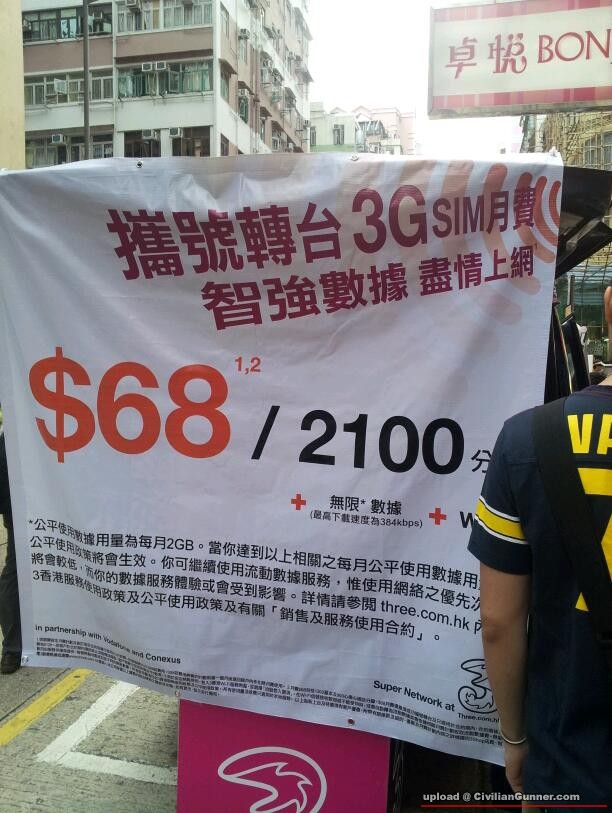 卓悅 BON
攜號轉台 3G SIM月費
智強數據 盡情上網¹
$68 1,2 / 2100
+ 無限* 數據 + W
(最高下載速度為384kbps)
*公平使用數據用量為每月2GB。當你達到以上相關之每月公平使用數據用
公平使用政策將會生效。你可繼續使用流動數據服務，惟使用網絡之優先次
將會較低，而你的數據服務體驗或會受到影響。詳情請參閱 three.com.hk
3香港服務使用政策及公平使用政策及有關「銷售及服務使用合約」。
in partnership with Vodafone and Conexus
Super Network at
Three.com.hk
VA
upload @ CivilianGunner.com